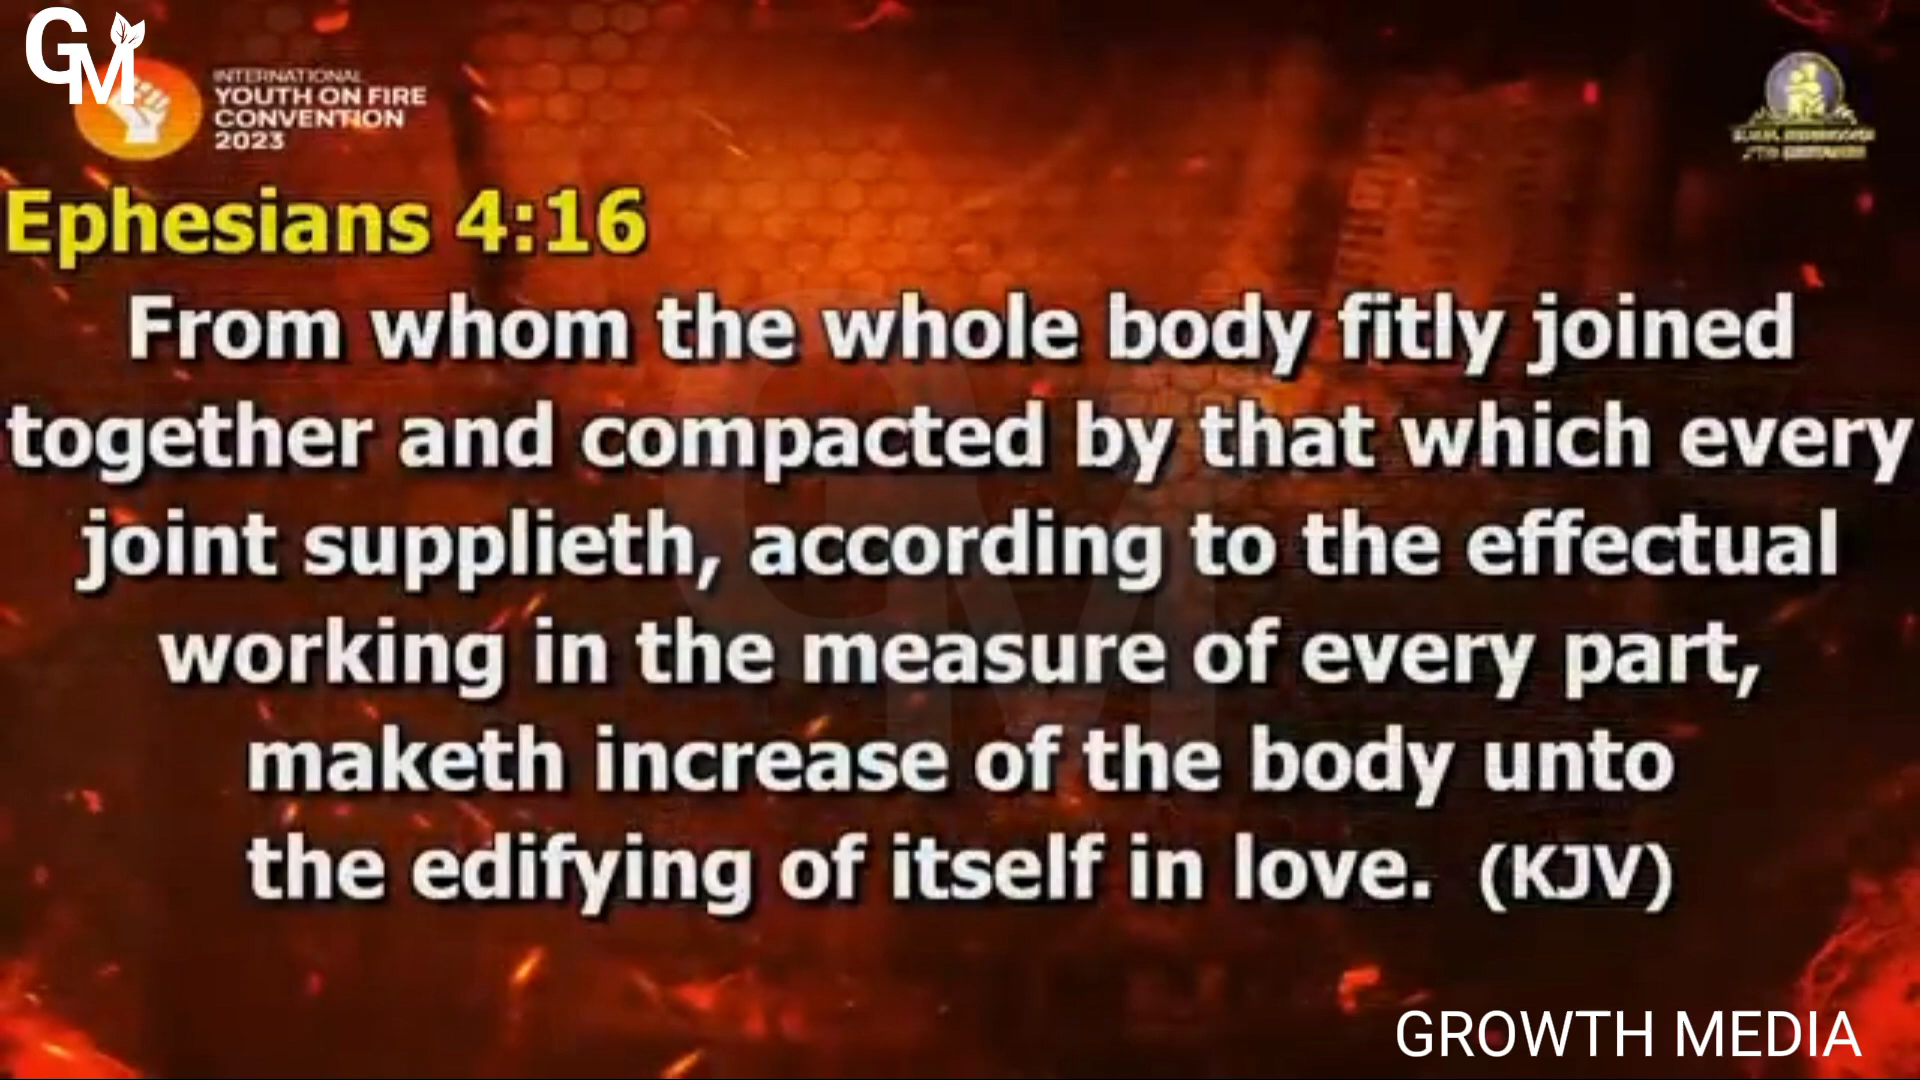 GM
INTERNATIONAL
YOUTH ON FIRE
CONVENTION
2023
Ephesians 4:16
From whom the whole body fitly joined
together and compacted by that which every
joint supplieth, according to the effectual
working in the measure of every part,
maketh increase of the body unto
the edifying of itself in love. (KJV)
GM
GROWTH MEDIA